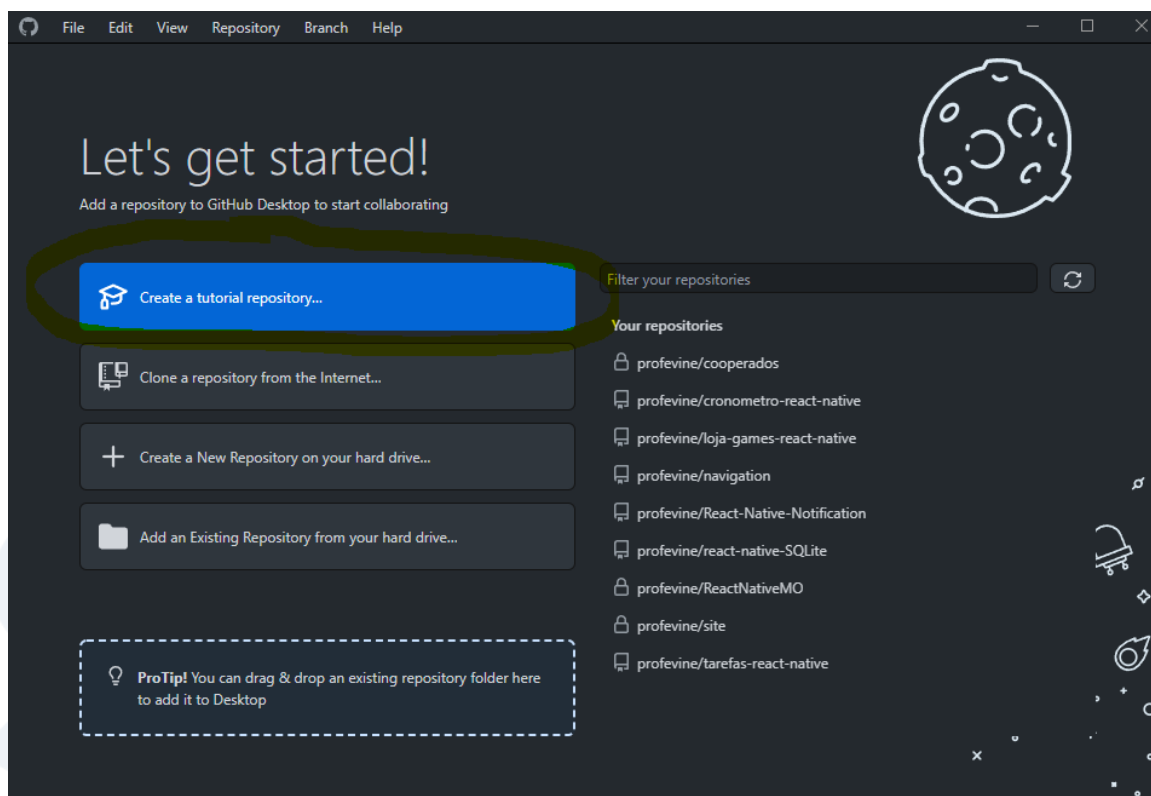 File Edit View Repository Branch Help
Let's get started!
Add a repository to GitHub Desktop to start collaborating
Create a tutorial repository...
Clone a repository from the Internet...
Create a New Repository on your hard drive...
Add an Existing Repository from your hard drive...
ProTip! You can drag & drop an existing repository folder here
to add it to Desktop
Filter your repositories
Your repositories
profevine/cooperados
profevine/cronometro-react-native
profevine/loja-games-react-native
profevine/navigation
profevine/React-Native-Notification
profevine/react-native-SQLite
profevine/ReactNativeMO
profevine/site
profevine/tarefas-react-native